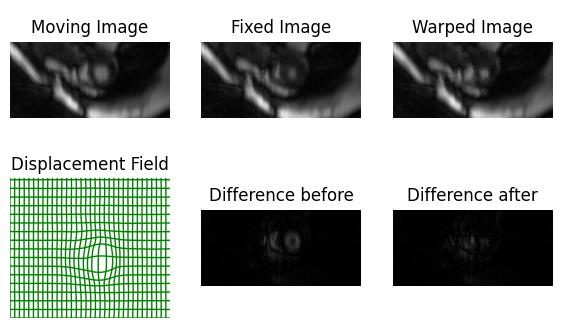 Moving Image
Fixed Image
Warped Image
Displacement Field
Difference before
Difference after